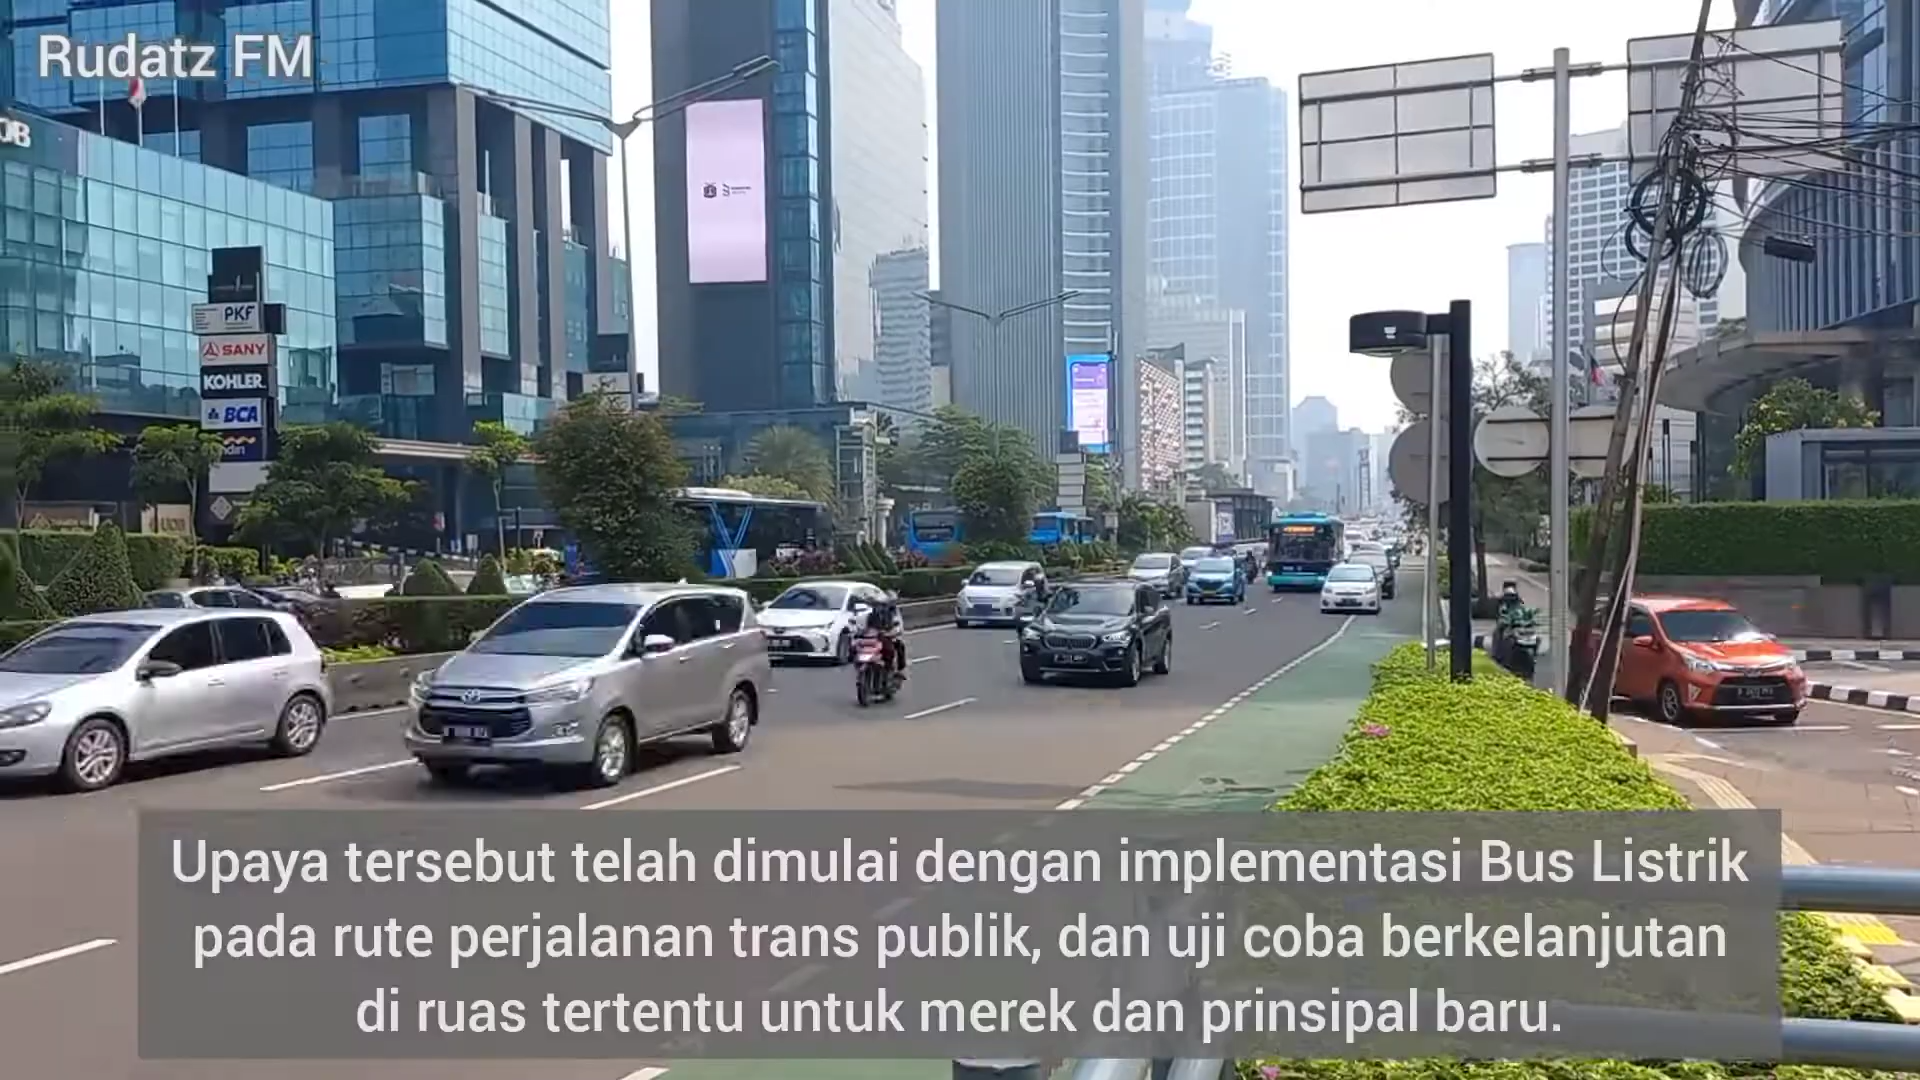 Rudatz FM
PKF
SANY
KOHLER
BCA
Upaya tersebut telah dimulai dengan implementasi Bus Listrik
pada rute perjalanan trans publik, dan uji coba berkelanjutan
di ruas tertentu untuk merek dan prinsipal baru.